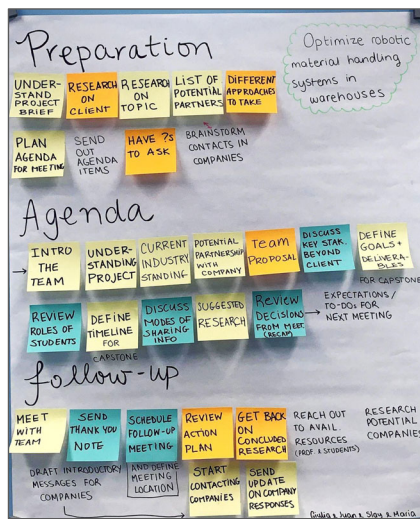 Preparation
Optimize robotic
material handling
systems in
warehouses
UNDER-
STAND
PROJECT
BRIEF
RESEARCH
ON
CLIENT
RESEARCH
ON
TOPIC
LIST OF
POTENTIAL
PARTNERS
DIFFERENT
APPROACHES
TO TAKE
PLAN
AGENDA
FOR MEETING
SEND
OUT
AGENDA
ITEMS
HAVE ?s
TO ASK
BRAINSTORM
CONTACTS IN
COMPANIES
Agenda
INTRO
THE
TEAM
UNDER-
STANDING
PROJECT
CURRENT
INDUSTRY
STANDING
POTENTIAL
PARTNERSHIP
WITH
COMPANY
Team
PROPOSAL
DISCUSS
KEY STAK.
BEYOND
CLIENT
DEFINE
GOALS+
DELIVERA-
BLES
FOR CAPSTONE
REVIEW
ROLES OF
STUDENTS
DEFINE
TIMELINE
FOR
CAPSTONE
DISCUSS
MODES OF
SHARING
INFO
SUGGESTED
RESEARCH
Review
DECISIONS
FROM MEET.
(RECAP)
EXPECTATIONS /
TO-DOs FOR
NEXT MEETING
follow-up
MEET
WITH
TEAM
SEND
THANK YOU
NOTE
SCHEDULE
FOLLOW-UP
MEETING
REVIEW
ACTION
PLAN
GET BACK
ON
CONCLUDED
RESEARCH
REACH OUT
TO AVAIL.
RESOURCES
(PROF. & STUDENTS)
RESEARCH
POTENTIAL
COMPANIES
DRAFT INTRODUCTORY
MESSAGES FOR
COMPANIES
AND DEFINE
MEETING
LOCATION
START
CONTACTING
COMPANIES
SEND
UPDATE
ON COMPANY
RESPONSES
Giulia & Juan & Stay & Maria